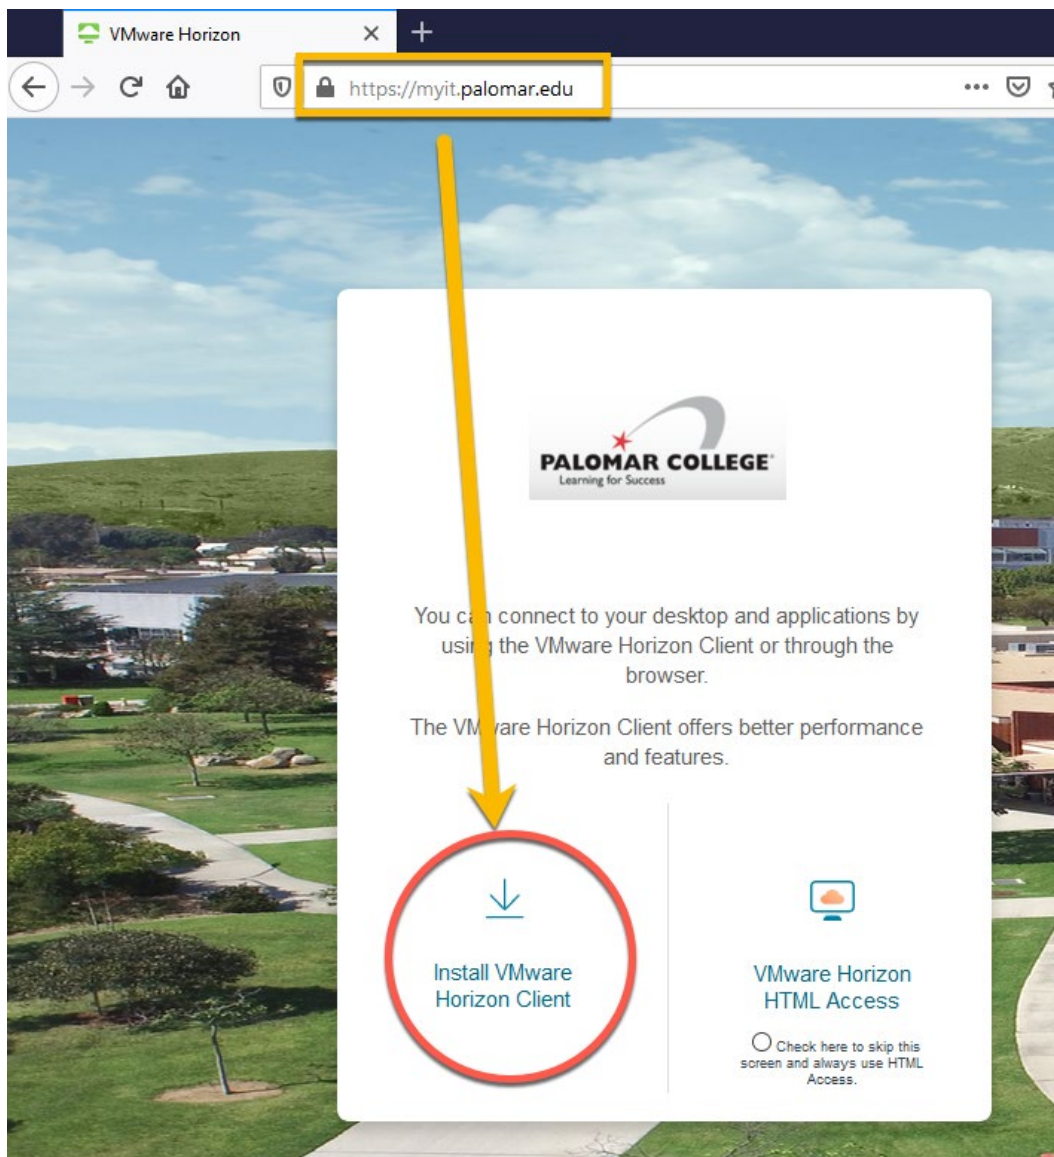 VMware Horizon
https://myit.palomar.edu
PALOMAR COLLEGE
Learning for Success
You can connect to your desktop and applications by
using the VMware Horizon Client or through the
browser.
The VMware Horizon Client offers better performance
and features.
Install VMware
Horizon Client
VMware Horizon
HTML Access
Check here to skip this
screen and always use HTML
Access.